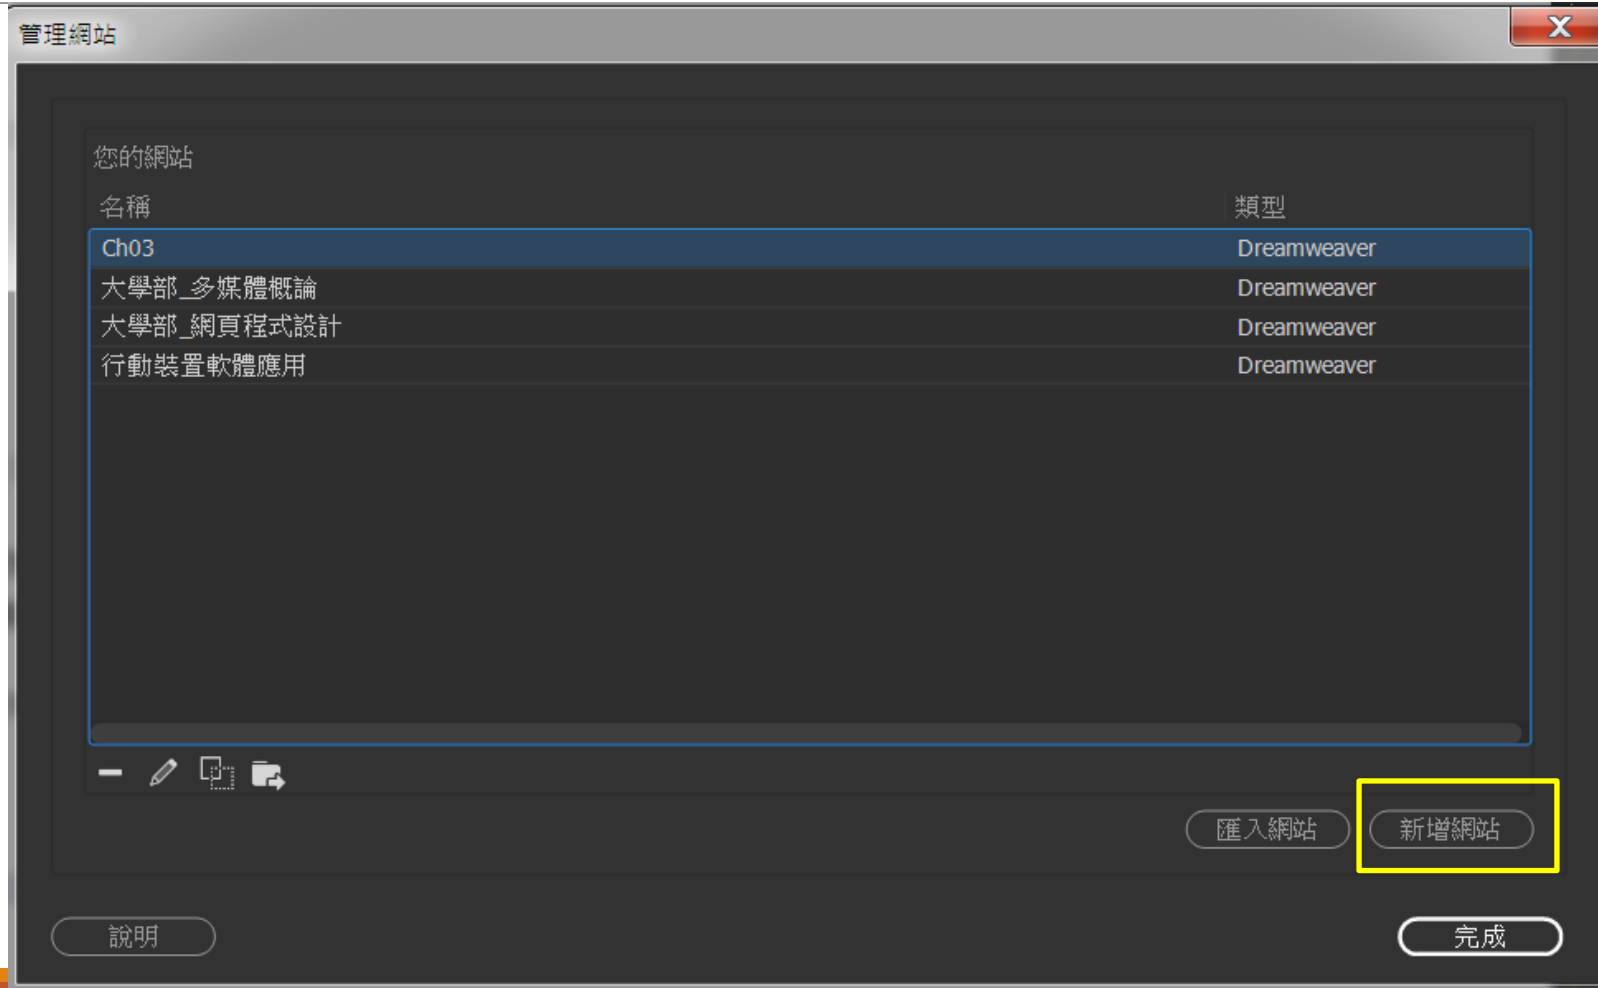 管理網站
您的網站
名稱 類型
Ch03 Dreamweaver
大學部_多媒體概論 Dreamweaver
大學部_網頁程式設計 Dreamweaver
行動裝置軟體應用 Dreamweaver
匯入網站 新增網站
說明 完成